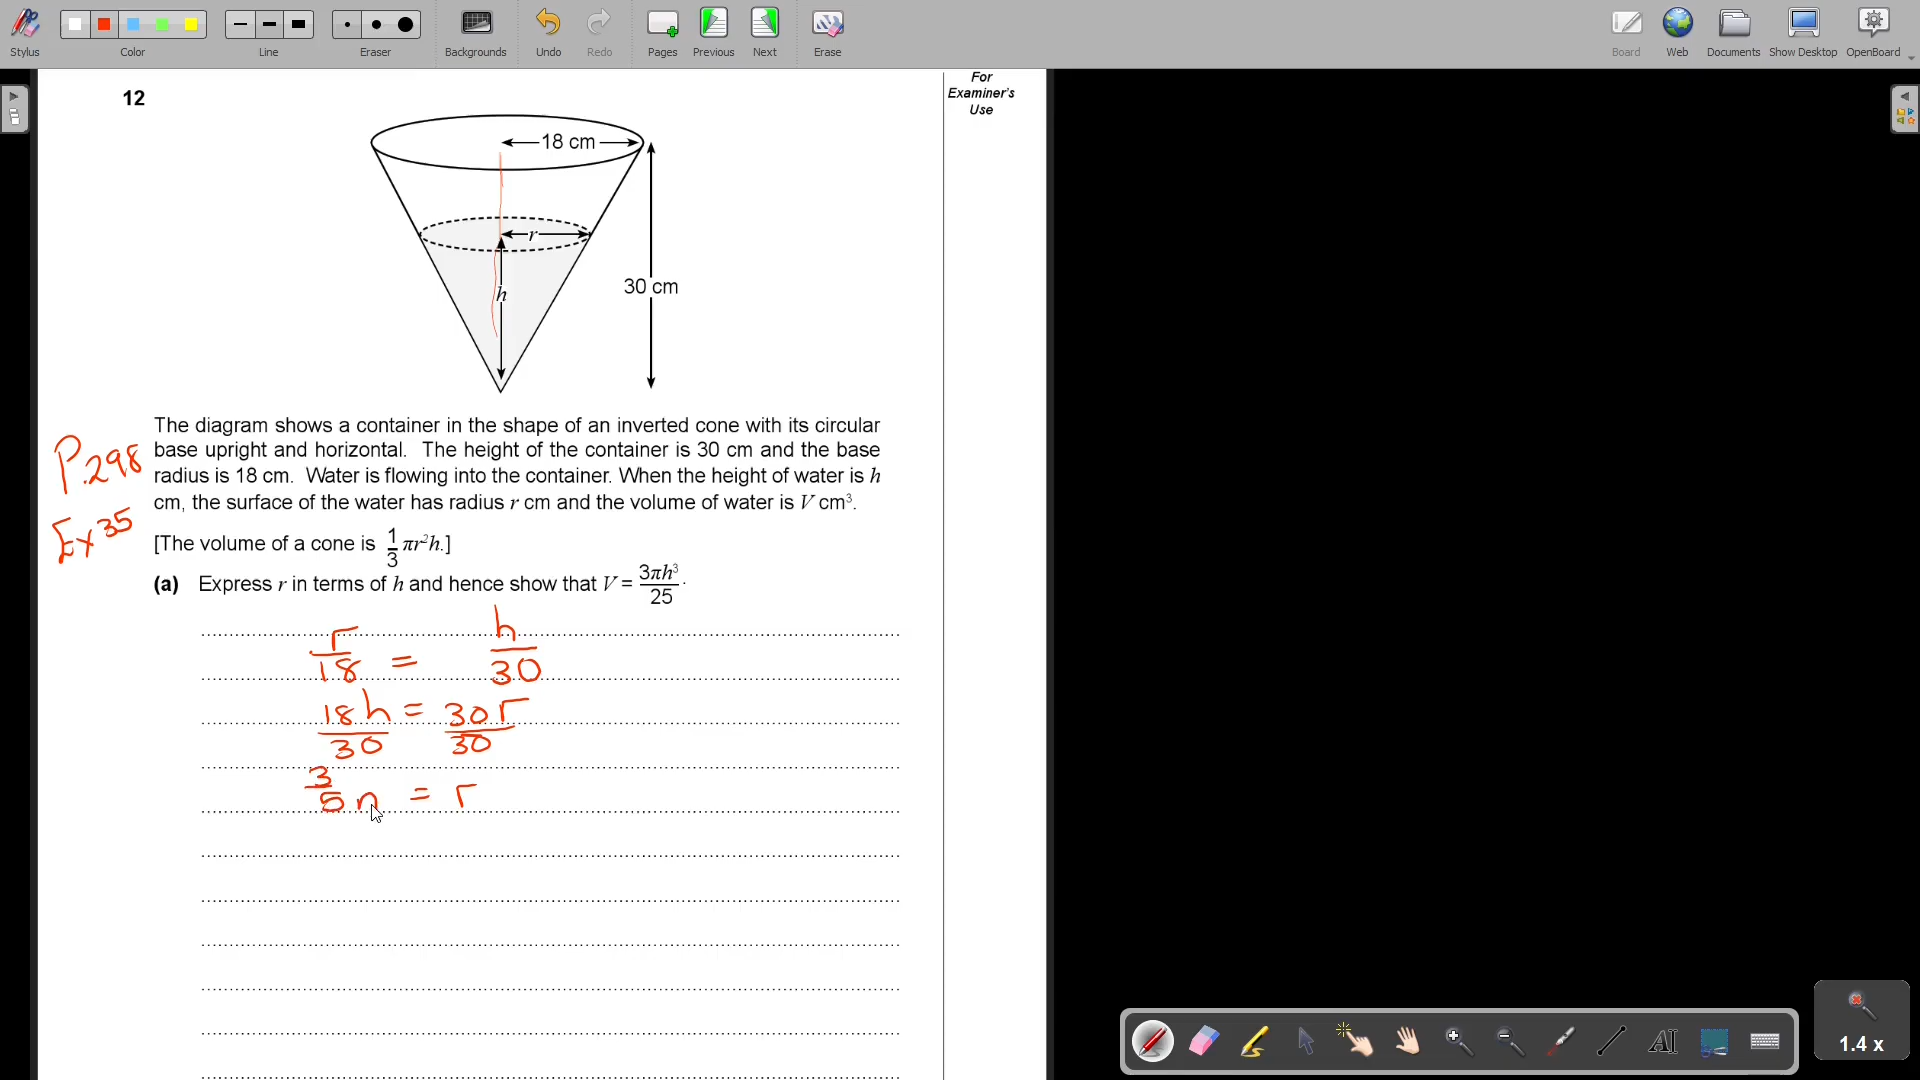 Stylus Color Line Eraser Backgrounds Undo Redo Pages Previous Next Erase Board Web Documents Show Desktop OpenBoard
For
Examiner's
Use
12
18 cm
r
h
30 cm
The diagram shows a container in the shape of an inverted cone with its circular
base upright and horizontal. The height of the container is 30 cm and the base
radius is 18 cm. Water is flowing into the container. When the height of water is h
cm, the surface of the water has radius r cm and the volume of water is V cm³.
P.298
Ex 35
[The volume of a cone is 1/3 πr²h.]
(a) Express r in terms of h and hence show that V = 3πh³/25.
r/18 = h/30
18h/30 = 30r/30
3/5 h = r
1.4 x